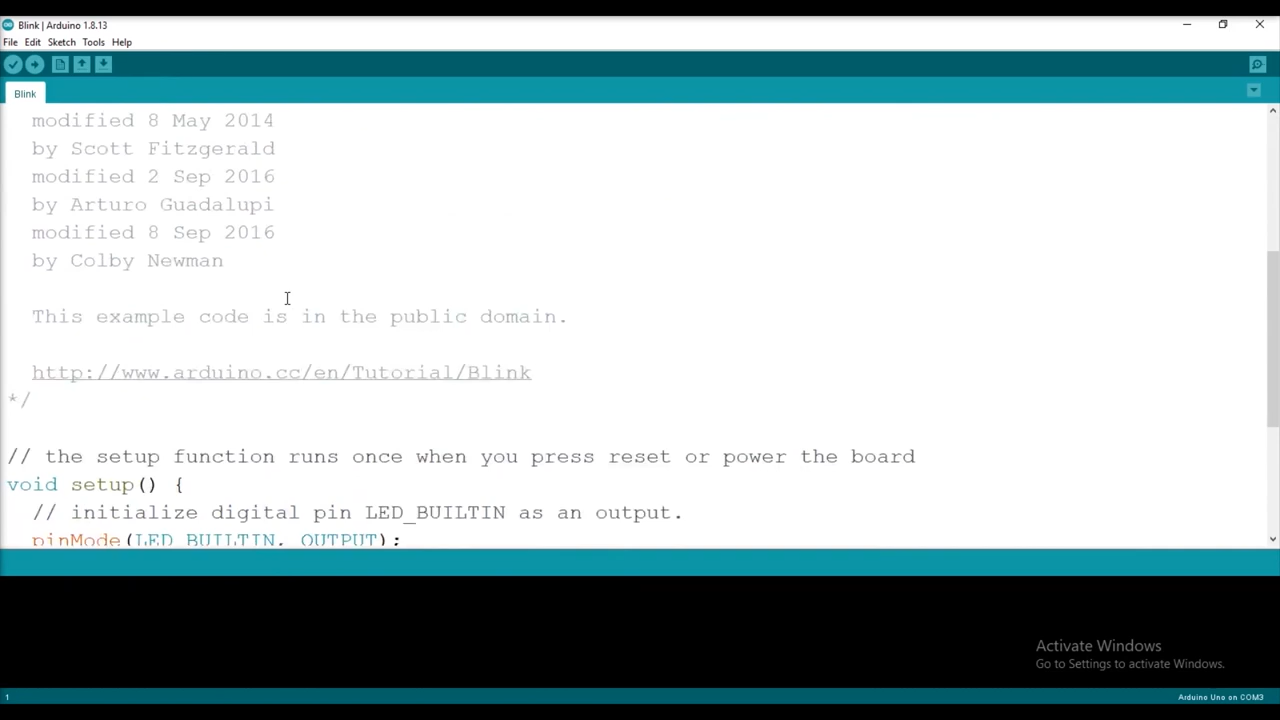 Blink | Arduino 1.8.13
File Edit Sketch Tools Help
Blink
modified 8 May 2014
by Scott Fitzgerald
modified 2 Sep 2016
by Arturo Guadalupi
modified 8 Sep 2016
by Colby Newman
This example code is in the public domain.
http://www.arduino.cc/en/Tutorial/Blink
*/
// the setup function runs once when you press reset or power the board
void setup() {
// initialize digital pin LED_BUILTIN as an output.
pinMode(LED_BUILTIN, OUTPUT);
Activate Windows
Go to Settings to activate Windows.
1
Arduino Uno on COM3